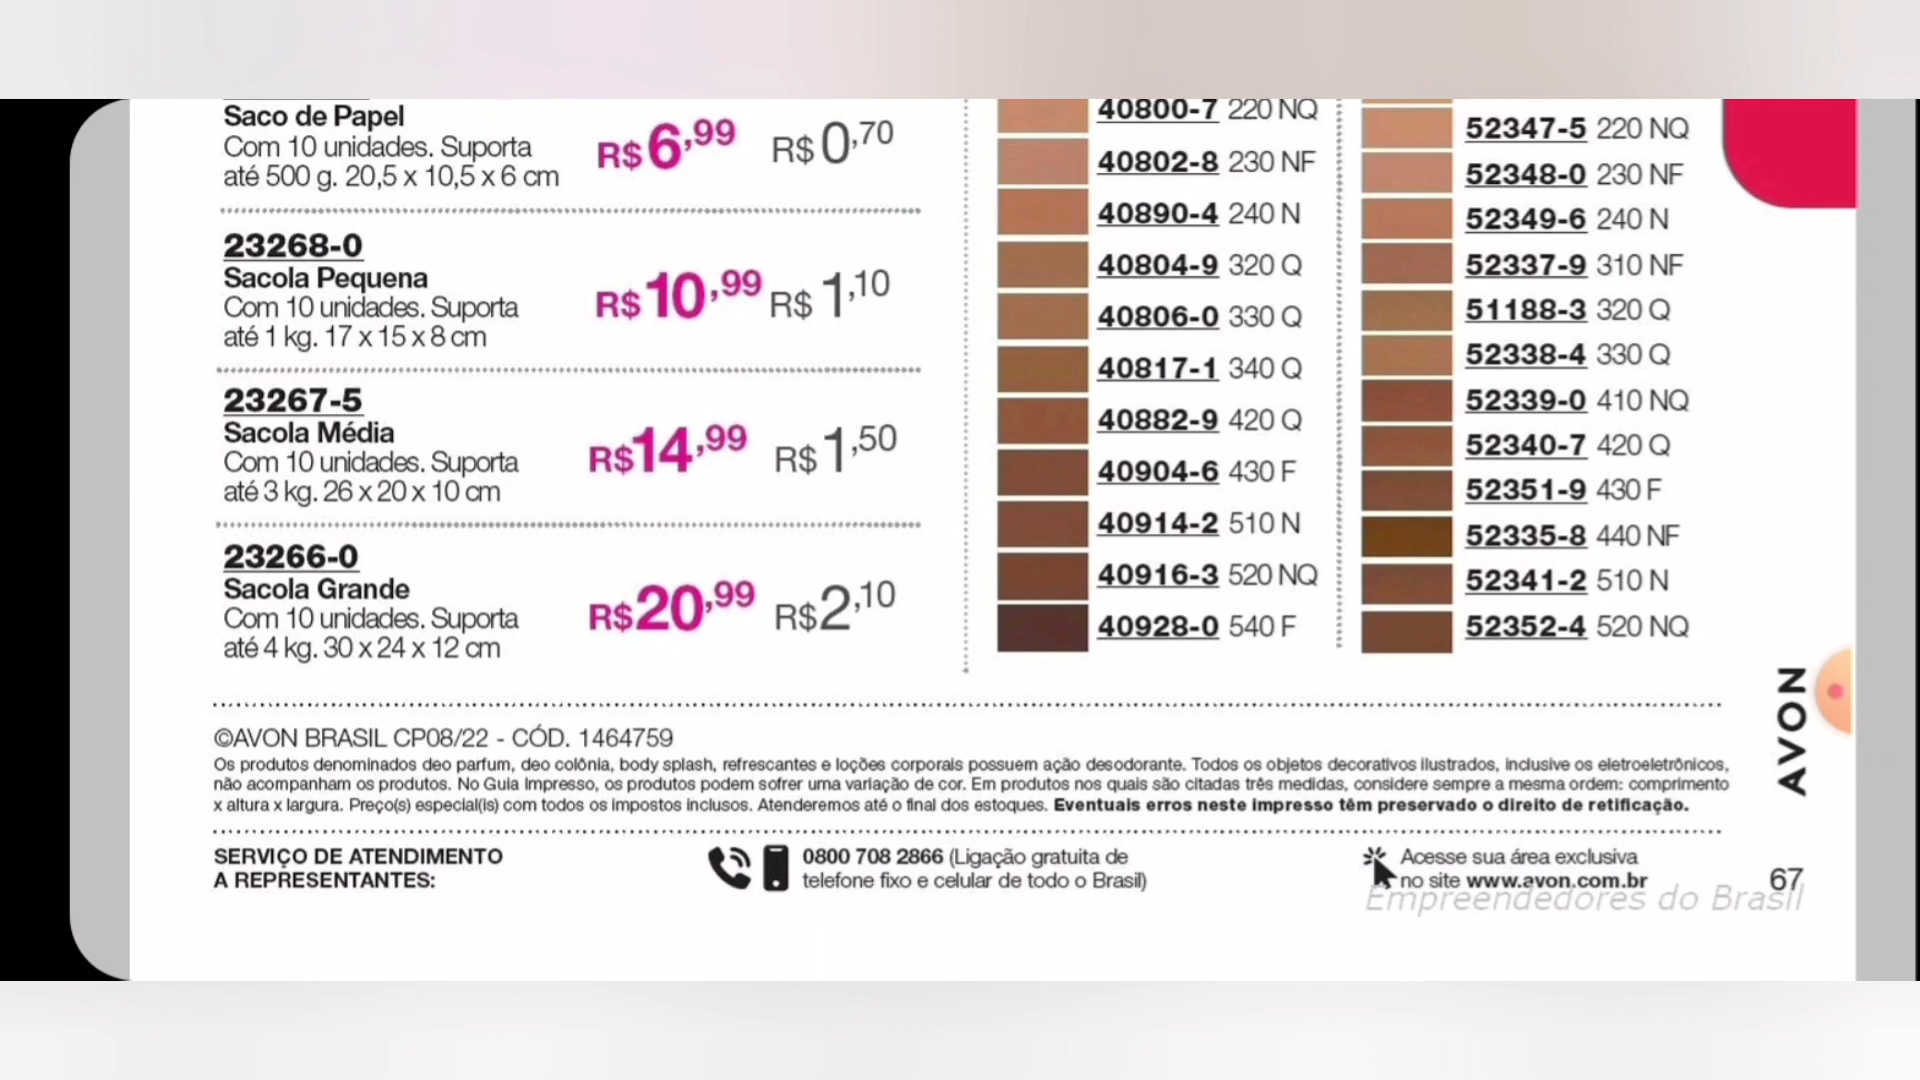 Saco de Papel
Com 10 unidades. Suporta
até 500 g. 20,5 x 10,5 x 6 cm
R$6,99 R$0,70
23268-0
Sacola Pequena
Com 10 unidades. Suporta
até 1 kg. 17 x 15 x 8 cm
R$10,99 R$1,10
23267-5
Sacola Média
Com 10 unidades. Suporta
até 3 kg. 26 x 20 x 10 cm
R$14,99 R$1,50
23266-0
Sacola Grande
Com 10 unidades. Suporta
até 4 kg. 30 x 24 x 12 cm
R$20,99 R$2,10
40800-7 220 NQ
40802-8 230 NF
40890-4 240 N
40804-9 320 Q
40806-0 330 Q
40817-1 340 Q
40882-9 420 Q
40904-6 430 F
40914-2 510 N
40916-3 520 NQ
40928-0 540 F
52347-5 220 NQ
52348-0 230 NF
52349-6 240 N
52337-9 310 NF
51188-3 320 Q
52338-4 330 Q
52339-0 410 NQ
52340-7 420 Q
52351-9 430 F
52335-8 440 NF
52341-2 510 N
52352-4 520 NQ
AVON
©AVON BRASIL CP08/22 - CÓD. 1464759
Os produtos denominados deo parfum, deo colônia, body splash, refrescantes e loções corporais possuem ação desodorante. Todos os objetos decorativos ilustrados, inclusive os eletroeletrônicos,
não acompanham os produtos. No Guia Impresso, os produtos podem sofrer uma variação de cor. Em produtos nos quais são citadas três medidas, considere sempre a mesma ordem: comprimento
x altura x largura. Preço(s) especial(is) com todos os impostos inclusos. Atenderemos até o final dos estoques. Eventuais erros neste impresso têm preservado o direito de retificação.
SERVIÇO DE ATENDIMENTO
A REPRESENTANTES:
0800 708 2866 (Ligação gratuita de
telefone fixo e celular de todo o Brasil)
Acesse sua área exclusiva
no site www.avon.com.br
67
Empreendedores do Brasil